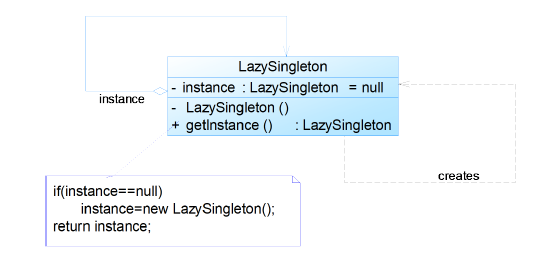 LazySingleton
- instance : LazySingleton = null
- LazySingleton ()
+ getInstance () : LazySingleton
instance
creates
if(instance==null)
instance=new LazySingleton();
return instance;